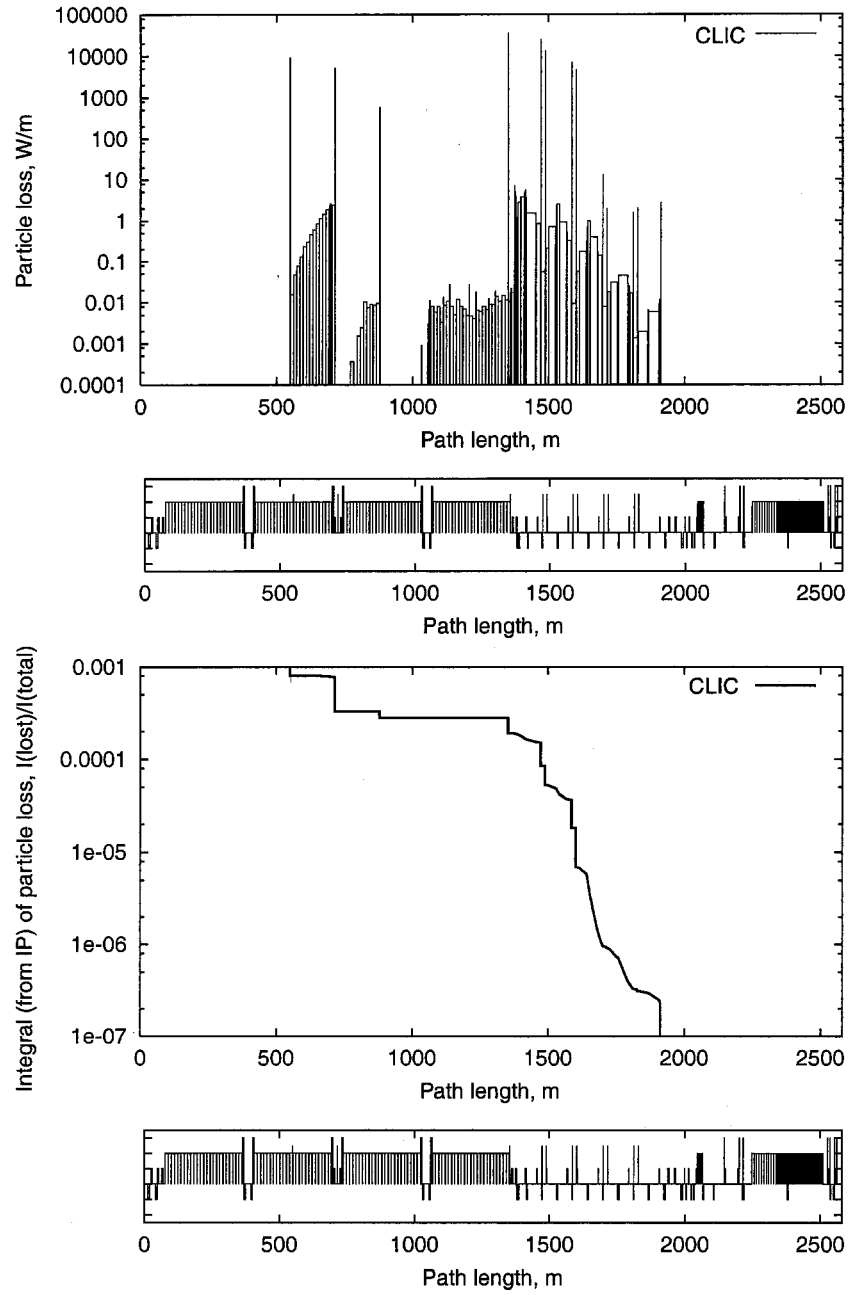 Particle loss, W/m
100000
10000
1000
100
10
1
0.1
0.01
0.001
0.0001
CLIC
0 500 1000 1500 2000 2500
Path length, m
0 500 1000 1500 2000 2500
Path length, m
Integral (from IP) of particle loss, I(lost)/I(total)
0.001
0.0001
1e-05
1e-06
1e-07
CLIC
0 500 1000 1500 2000 2500
Path length, m
0 500 1000 1500 2000 2500
Path length, m